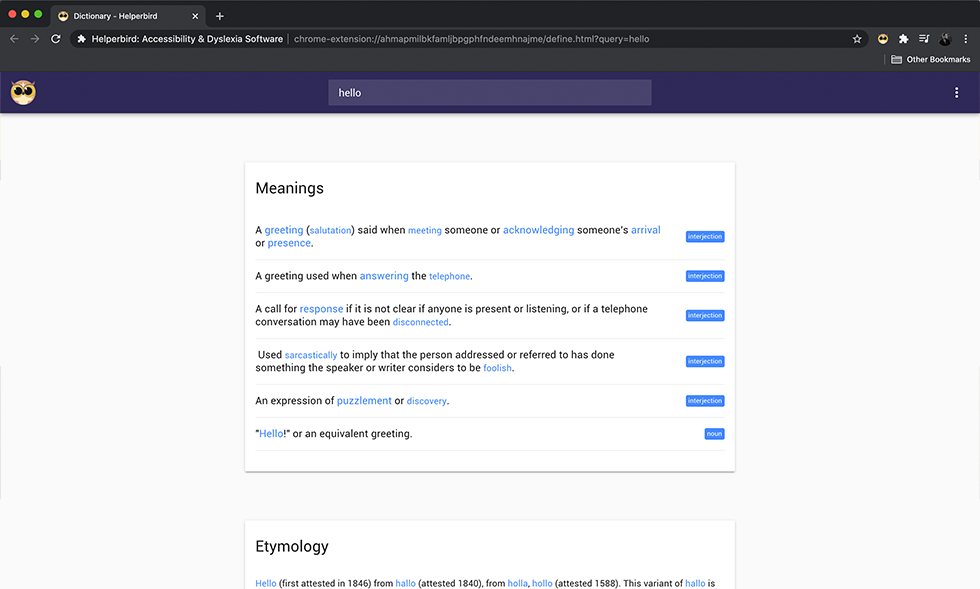 Dictionary - Helperbird
Helperbird: Accessibility & Dyslexia Software chrome-extension://ahmapmilbkfamljbpgphfndeemhnajme/define.html?query=hello
Other Bookmarks
hello
Meanings
A greeting (salutation) said when meeting someone or acknowledging someone's arrival
or presence.
interjection
A greeting used when answering the telephone.
interjection
A call for response if it is not clear if anyone is present or listening, or if a telephone
conversation may have been disconnected.
interjection
Used sarcastically to imply that the person addressed or referred to has done
something the speaker or writer considers to be foolish.
interjection
An expression of puzzlement or discovery.
interjection
"Hello!" or an equivalent greeting.
noun
Etymology
Hello (first attested in 1846) from hallo (attested 1840), from holla, hollo (attested 1588). This variant of hallo is